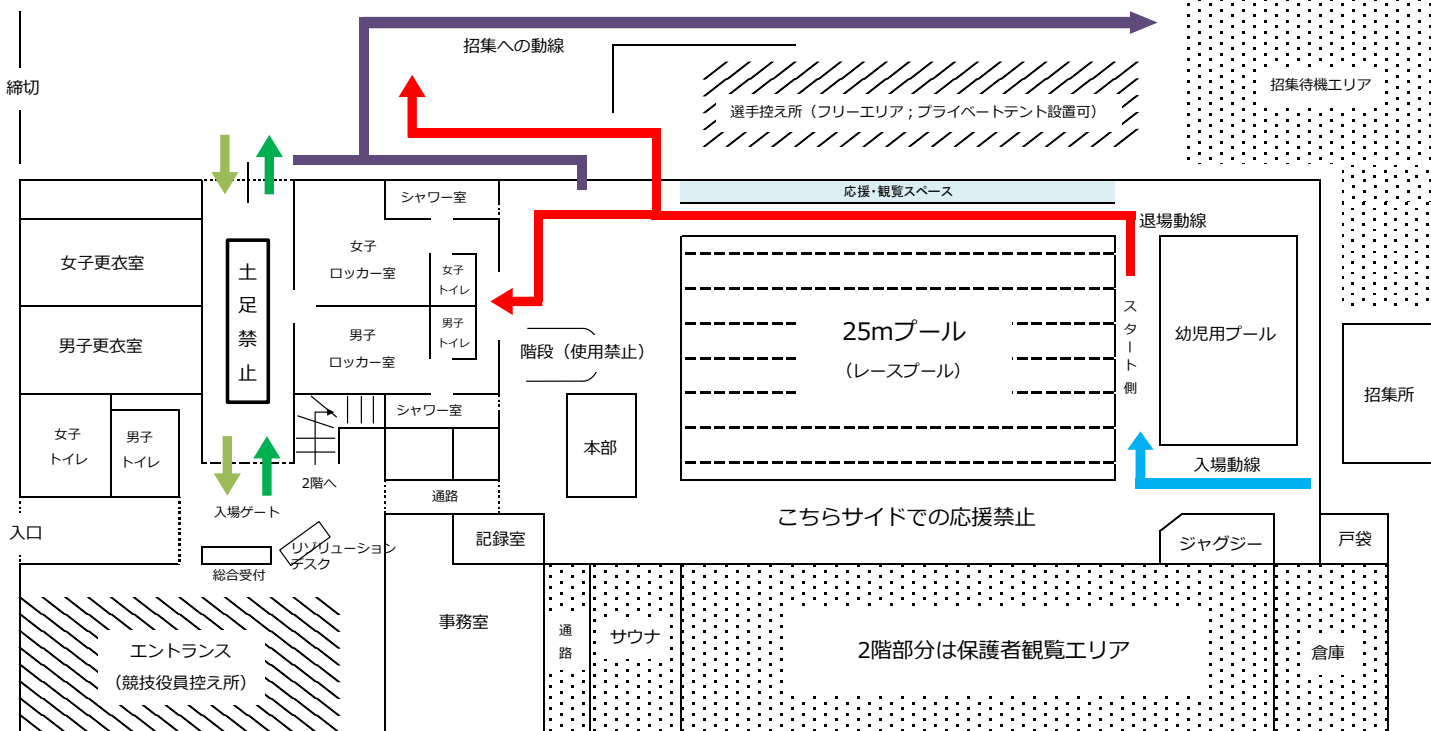 招集への動線
締切
招集待機エリア
選手控え所（フリーエリア；プライベートテント設置可）
シャワー室
応援・観覧スペース
退場動線
女子更衣室
土足禁止
女子
ロッカー室
女子
トイレ
男子更衣室
男子
ロッカー室
男子
トイレ
階段（使用禁止）
25mプール
（レースプール）
スタート側
幼児用プール
招集所
シャワー室
女子
トイレ
男子
トイレ
本部
入場動線
2階へ
通路
入場ゲート
こちらサイドでの応援禁止
入口
記録室
ジャグジー
戸袋
リゾリューション
デスク
総合受付
事務室
通路
サウナ
2階部分は保護者観覧エリア
倉庫
エントランス
（競技役員控え所）